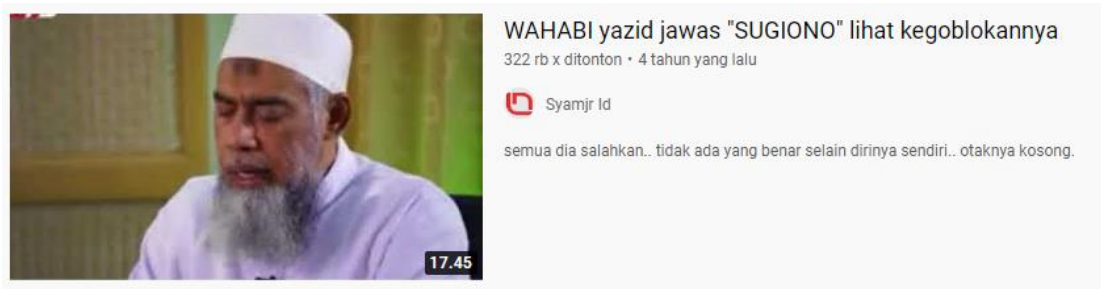 WAHABI yazid jawas "SUGIONO" lihat kegoblokannya
322 rb x ditonton • 4 tahun yang lalu
Syamjr Id
semua dia salahkan.. tidak ada yang benar selain dirinya sendiri.. otaknya kosong.
17.45